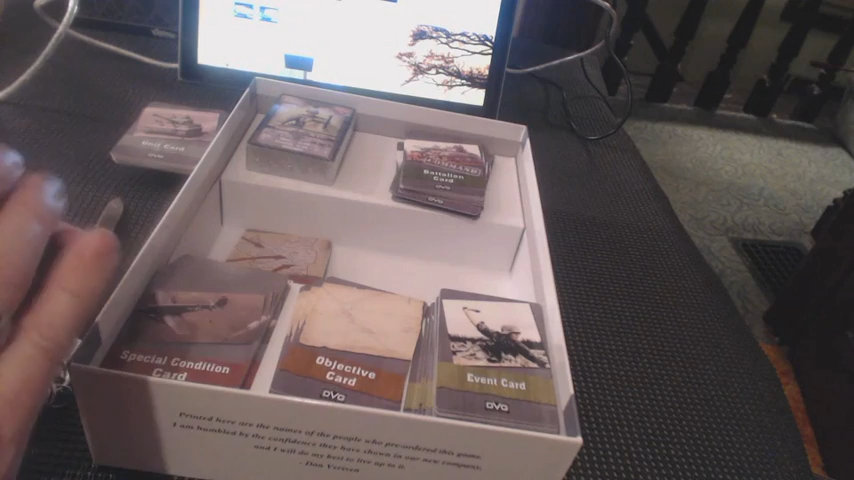 Unit Card
DVG
COMMAND
Battalion
Card
DVG
Special Condition
Card
Objective
Card
DVG
Event Card
DVG
Printed here are the names of the people who pre-ordered this game.
I am humbled by the confidence they have shown in our new company,
and I will do my best to live up to it.
- Dan Verssen